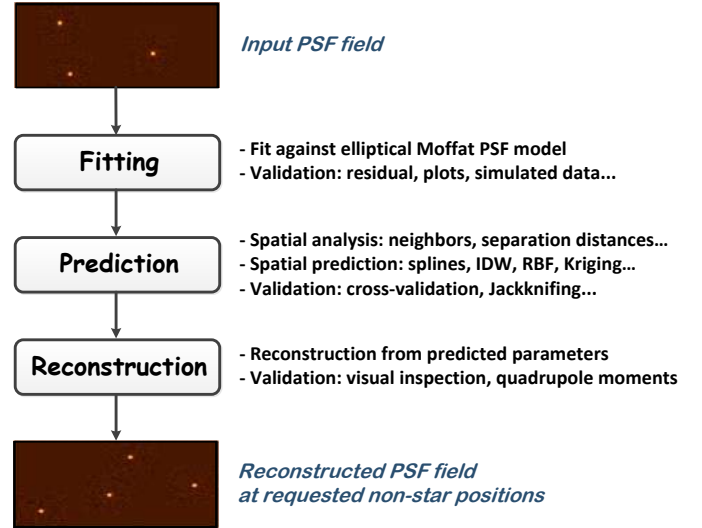 Input PSF field
Fitting
- Fit against elliptical Moffat PSF model
- Validation: residual, plots, simulated data...
Prediction
- Spatial analysis: neighbors, separation distances...
- Spatial prediction: splines, IDW, RBF, Kriging...
- Validation: cross-validation, Jackknifing...
Reconstruction
- Reconstruction from predicted parameters
- Validation: visual inspection, quadrupole moments
Reconstructed PSF field
at requested non-star positions